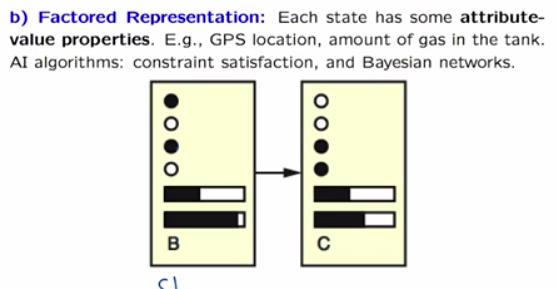 b) Factored Representation: Each state has some attribute-
value properties. E.g., GPS location, amount of gas in the tank.
AI algorithms: constraint satisfaction, and Bayesian networks.
B
C